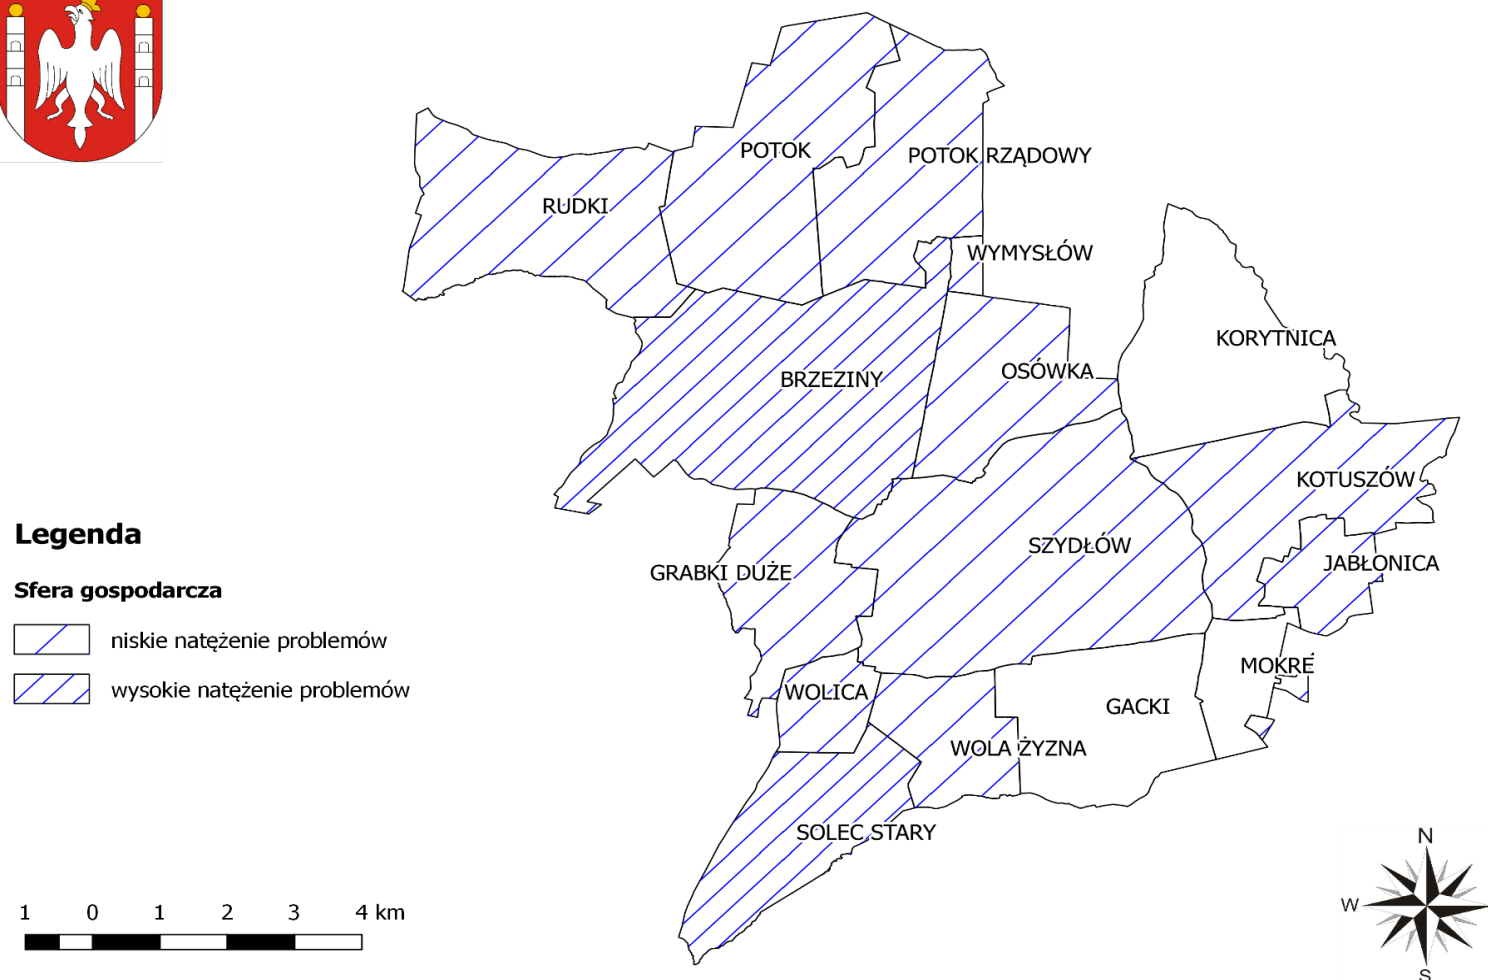 POTOK
POTOK RZĄDOWY
RUDKI
WYMYSŁÓW
KORYTNICA
OSÓWKA
BRZEZINY
KOTUSZÓW
SZYDŁÓW
JABŁONICA
GRABKI DUŻE
MOKRE
WOLICA
GACKI
WOLA ŻYZNA
SOLEC STARY
Legenda
Sfera gospodarcza
niskie natężenie problemów
wysokie natężenie problemów
1 0 1 2 3 4 km
N
W
S